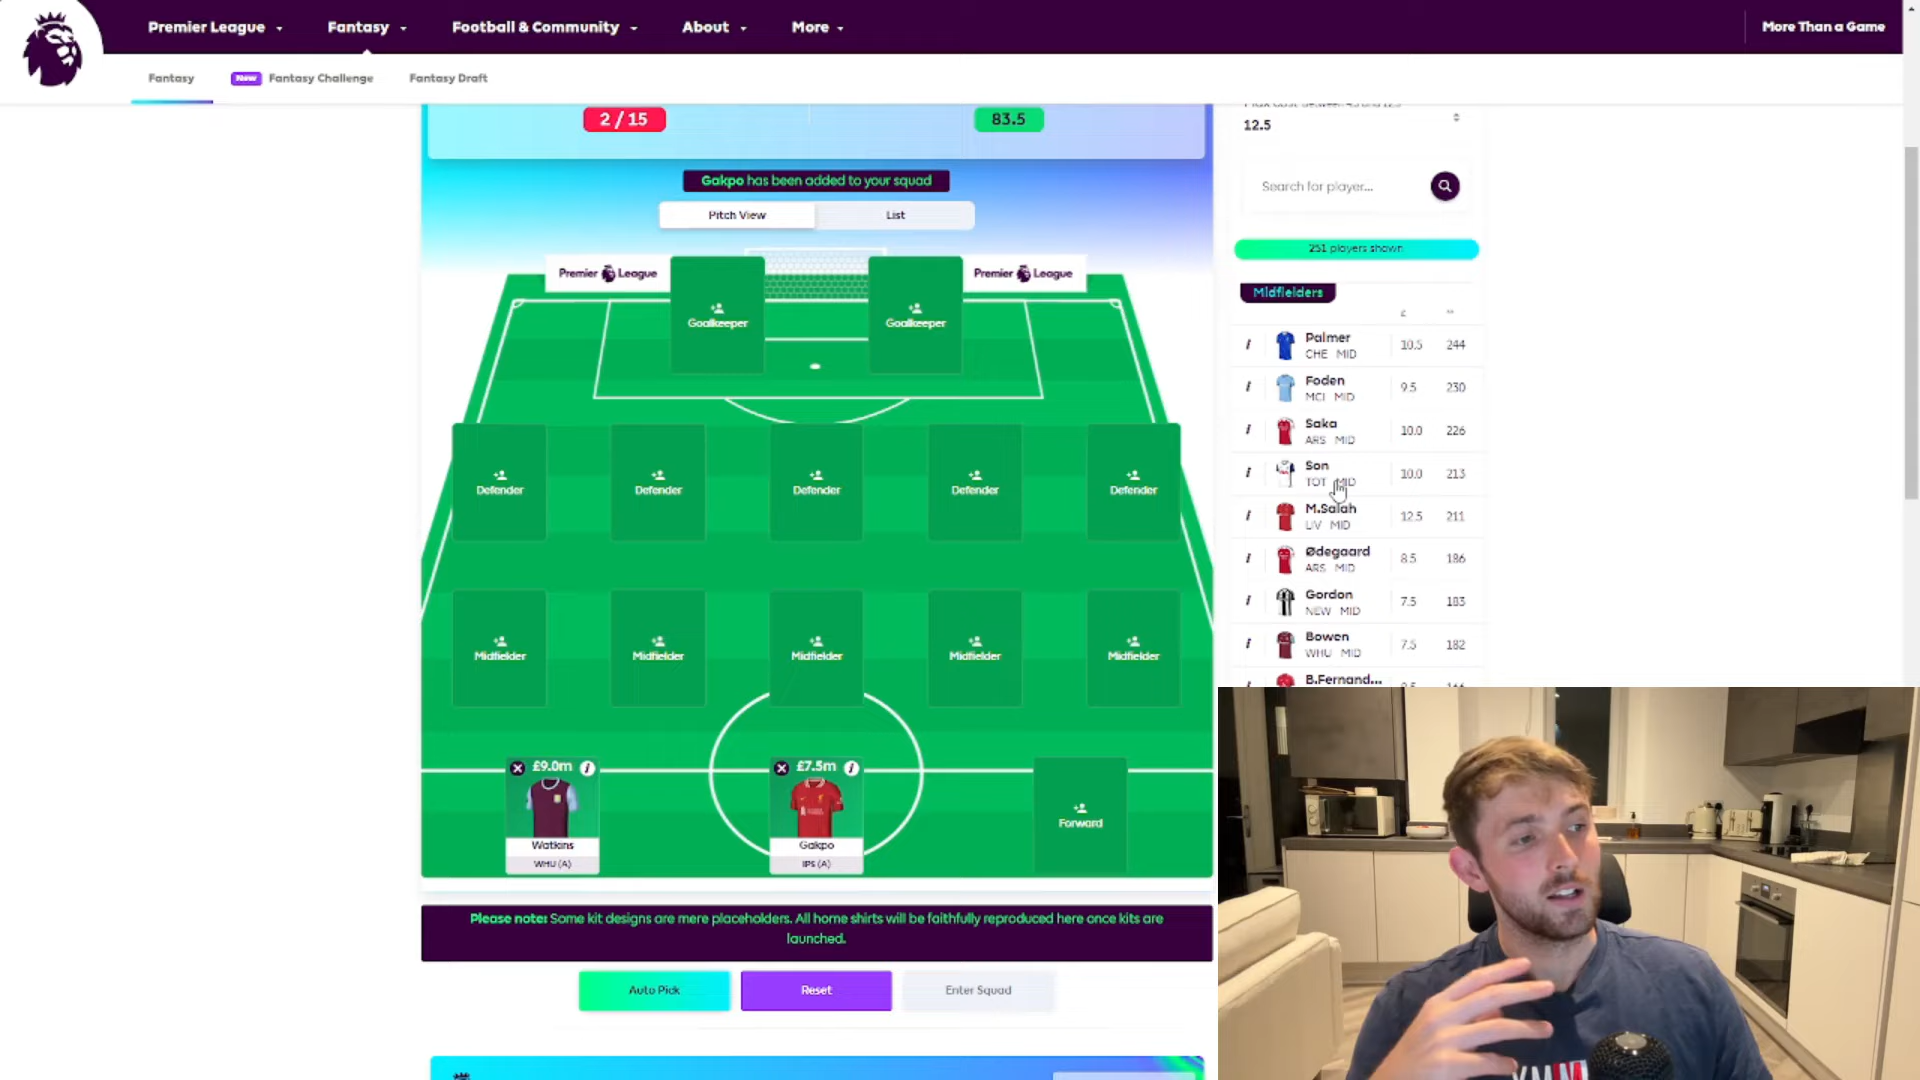 Premier League
Fantasy
Football & Community
About
More
More Than a Game
Fantasy
New
Fantasy Challenge
Fantasy Draft
2 / 15
83.5
12.5
Gakpo has been added to your squad
Search for player...
Pitch View
List
251 players shown
Premier League
Premier League
Midfielders
£
Goalkeeper
Goalkeeper
Palmer
CHE MID
10.5
244
Foden
MCI MID
9.5
230
Saka
ARS MID
10.0
226
Son
TOT MID
10.0
213
M.Salah
LIV MID
12.5
211
Ødegaard
ARS MID
8.5
186
Gordon
NEW MID
7.5
183
Bowen
WHU MID
7.5
182
B.Fernand...
Defender
Defender
Defender
Defender
Defender
Midfielder
Midfielder
Midfielder
Midfielder
Midfielder
£9.0m
Watkins
WHU (A)
£7.5m
Gakpo
IPS (A)
Forward
Please note: Some kit designs are mere placeholders. All home shirts will be faithfully reproduced here once kits are
launched.
Auto Pick
Reset
Enter Squad